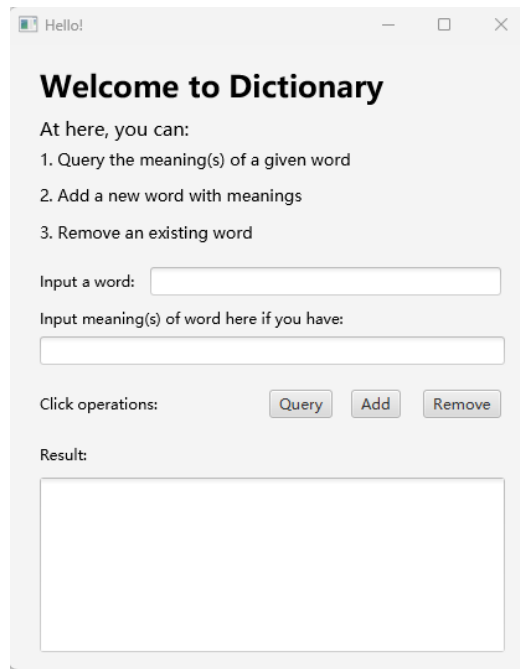 Hello!
Welcome to Dictionary
At here, you can:
1. Query the meaning(s) of a given word
2. Add a new word with meanings
3. Remove an existing word
Input a word:
Input meaning(s) of word here if you have:
Click operations: Query Add Remove
Result: